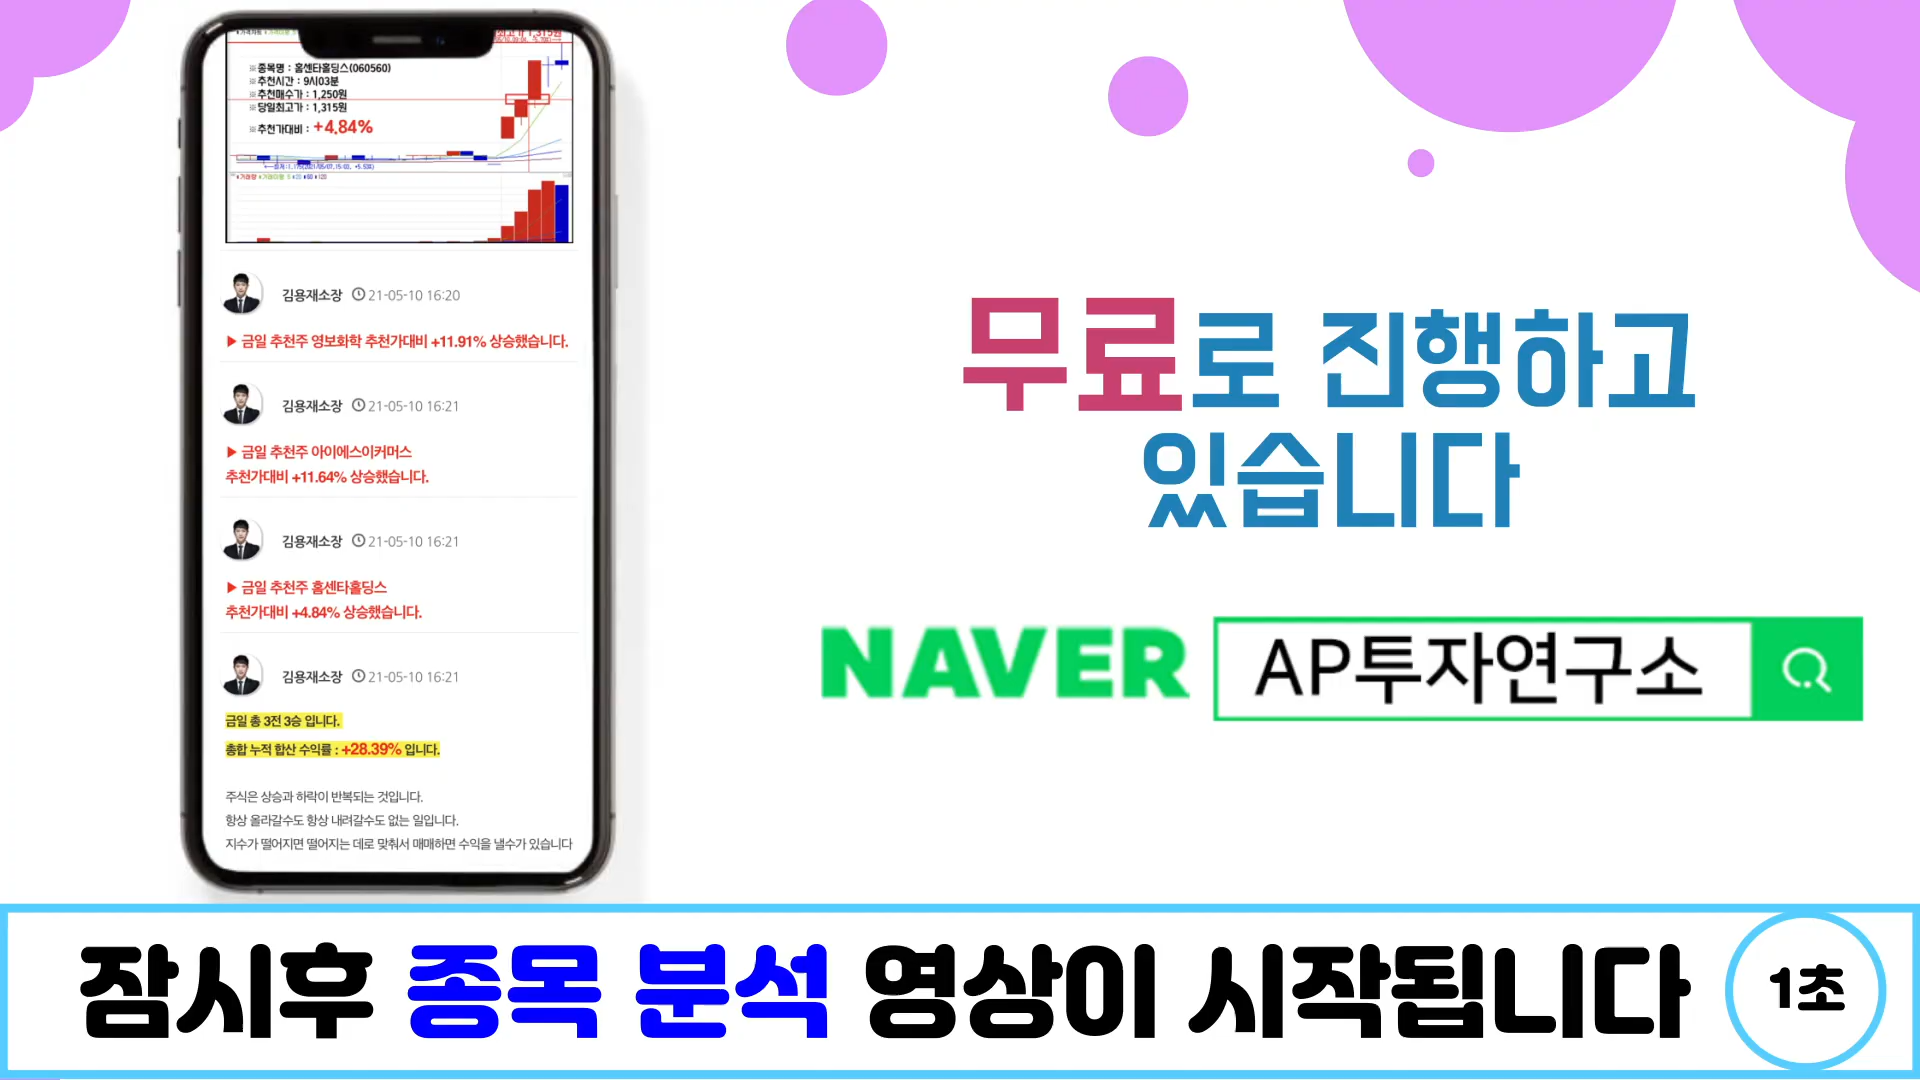 ※종목명 : 홈센타홀딩스(060560)
※추천시간 : 9시03분
※추천매수가 : 1,250원
※당일최고가 : 1,315원
※추천가대비 : +4.84%
김용재소장 21-05-10 16:20
▶ 금일 추천주 영보화학 추천가대비 +11.91% 상승했습니다.
김용재소장 21-05-10 16:21
▶ 금일 추천주 아이에스이커머스
추천가대비 +11.64% 상승했습니다.
김용재소장 21-05-10 16:21
▶ 금일 추천주 홈센타홀딩스
추천가대비 +4.84% 상승했습니다.
김용재소장 21-05-10 16:21
금일 총 3전 3승 입니다.
총합 누적 합산 수익률 : +28.39% 입니다.
주식은 상승과 하락이 반복되는 것입니다.
항상 올라갈수도 항상 내려갈수도 없는 일입니다.
지수가 떨어지면 떨어지는 데로 맞춰서 매매하면 수익을 낼수가 있습니다
무료로 진행하고
있습니다
NAVER AP투자연구소
잠시후 종목 분석 영상이 시작됩니다 1초